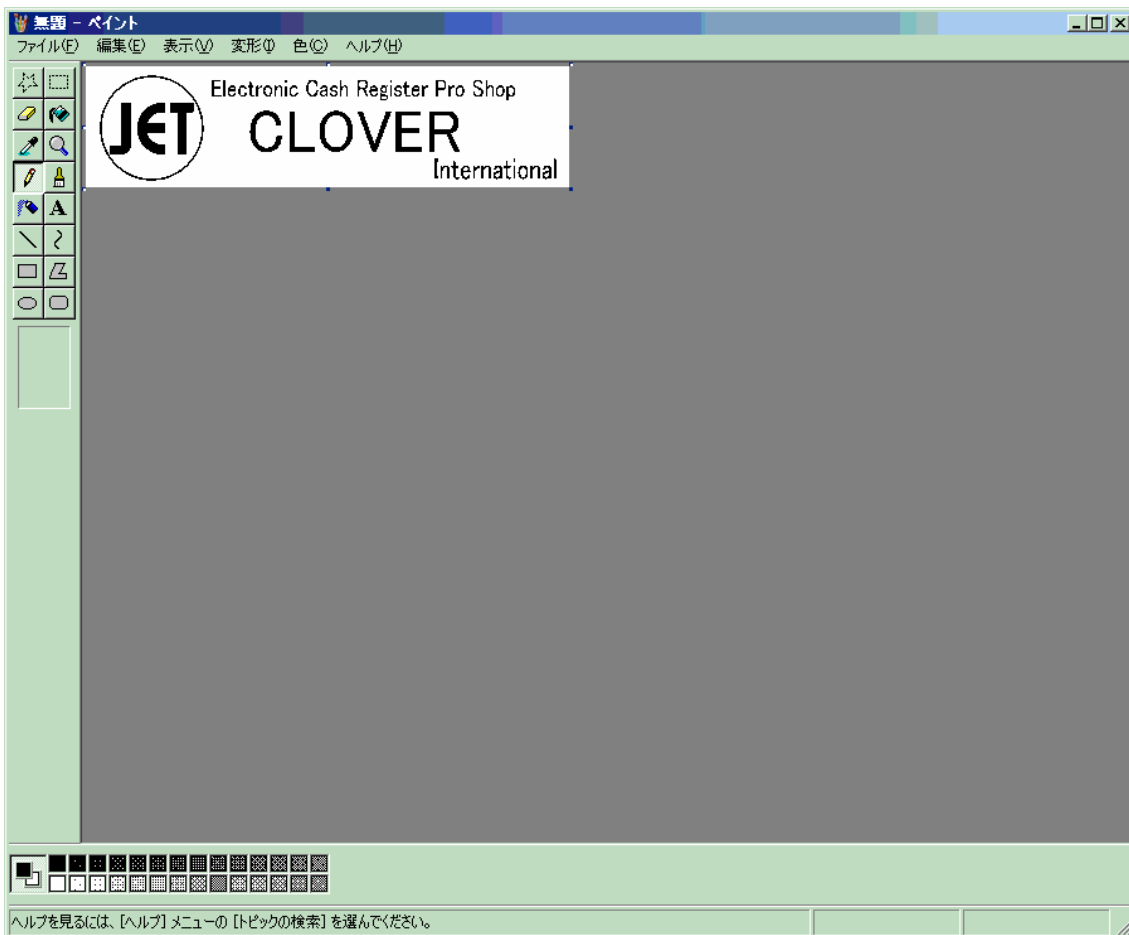 無題 - ペイント
ファイル(F) 編集(E) 表示(V) 変形(I) 色(C) ヘルプ(H)
JET
Electronic Cash Register Pro Shop
CLOVER
International
A
ヘルプを見るには、[ヘルプ] メニューの [トピックの検索] を選んでください。